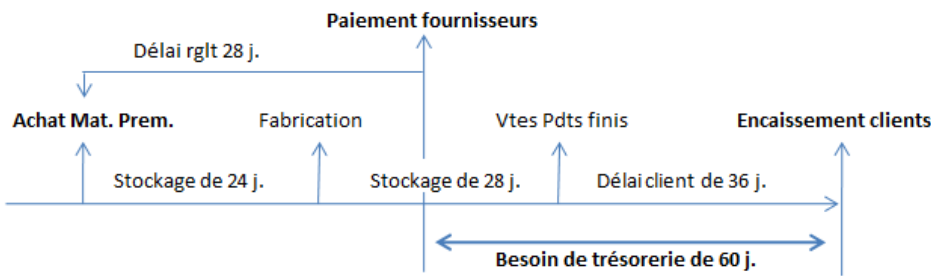 Paiement fournisseurs
Délai rglt 28 j.
Achat Mat. Prem.
Fabrication
Vtes Pdts finis
Encaissement clients
Stockage de 24 j.
Stockage de 28 j.
Délai client de 36 j.
Besoin de trésorerie de 60 j.